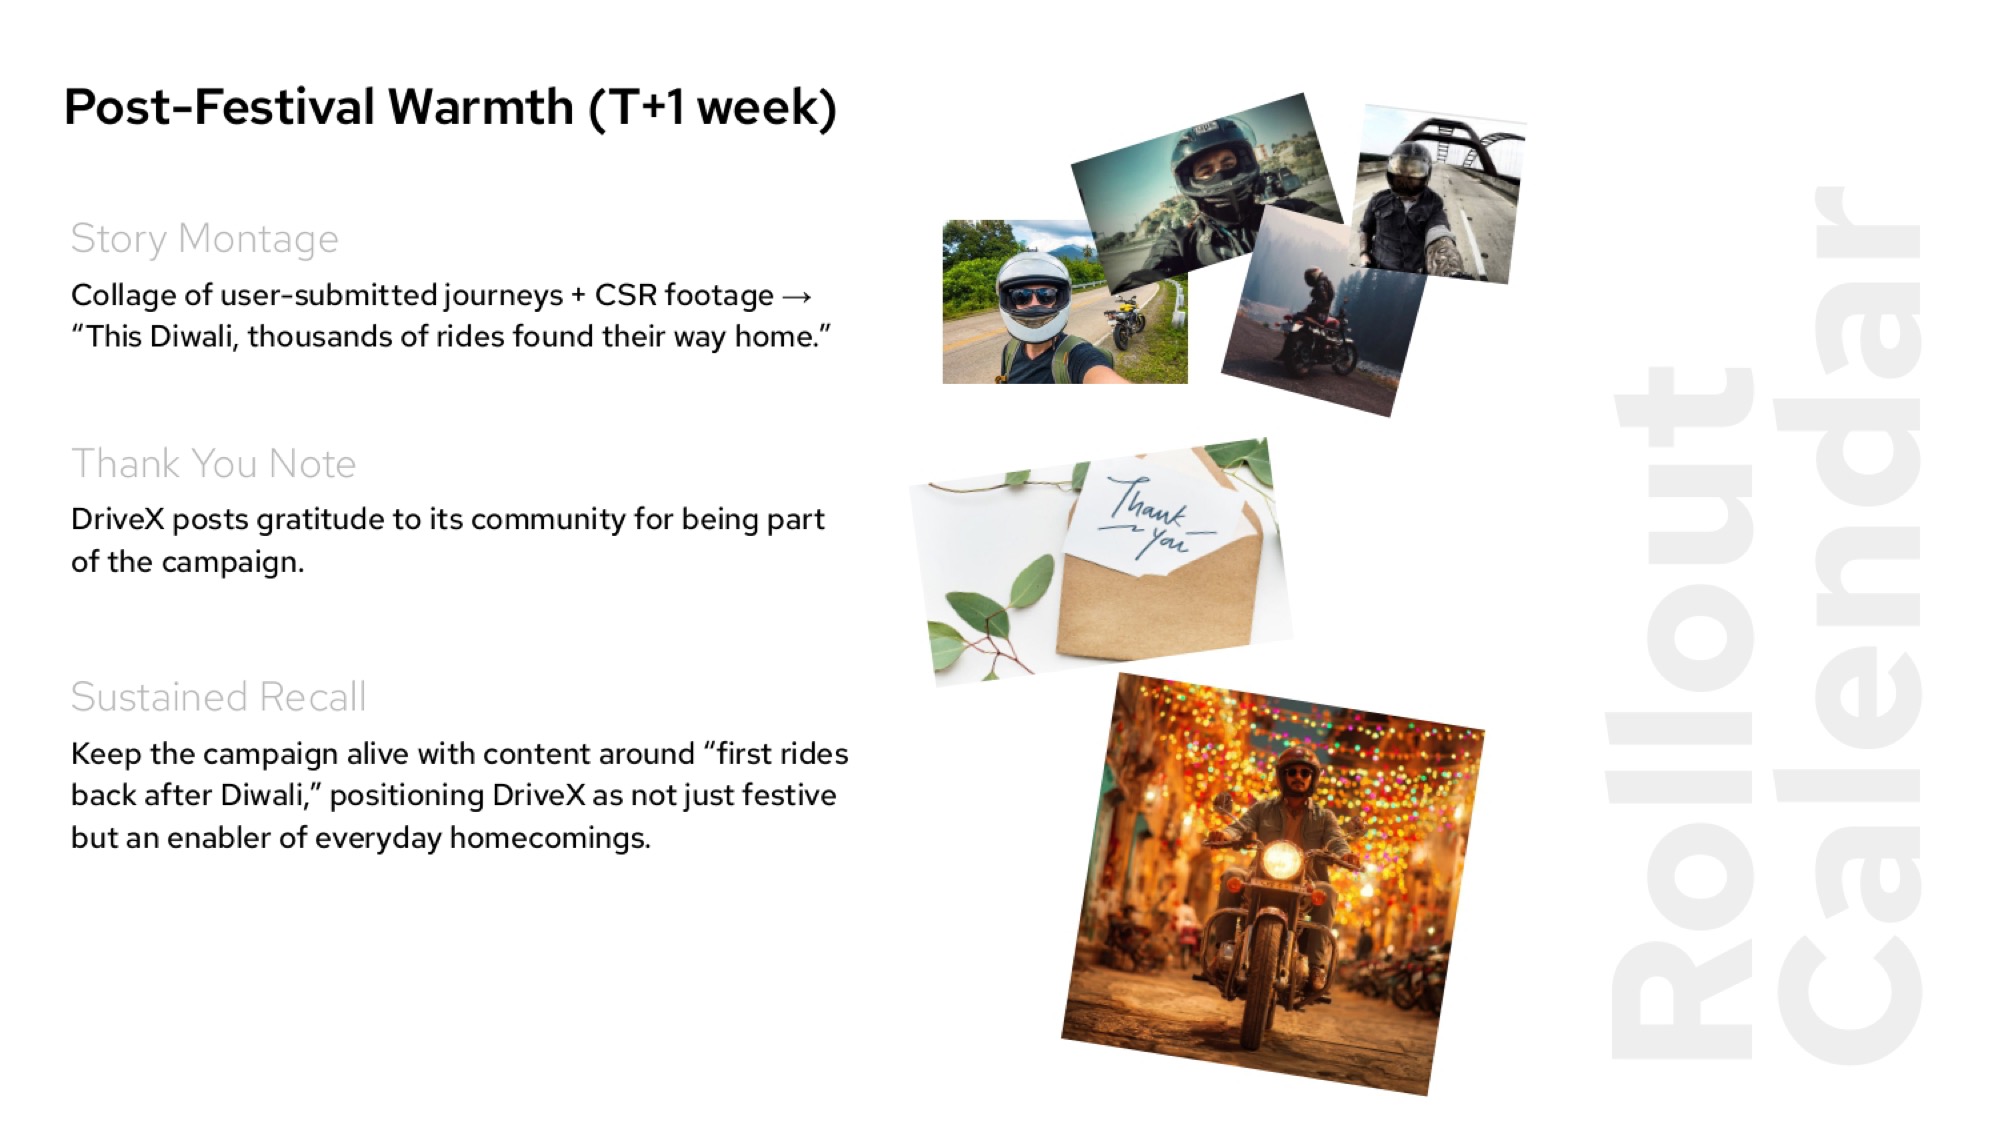 Post-Festival Warmth (T+1 week)
Story Montage
Collage of user-submitted journeys + CSR footage →
“This Diwali, thousands of rides found their way home.”
Thank You Note
DriveX posts gratitude to its community for being part
of the campaign.
Sustained Recall
Keep the campaign alive with content around “first rides
back after Diwali,” positioning DriveX as not just festive
but an enabler of everyday homecomings.
Thank
You
Rollout
Calendar